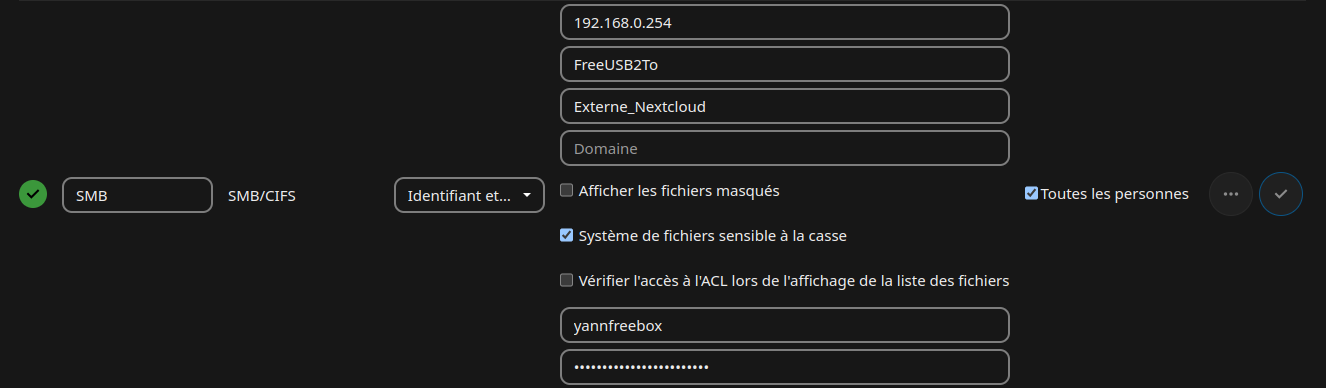 192.168.0.254
FreeUSB2To
Externe_Nextcloud
Domaine
SMB
SMB/CIFS
Identifiant et...
Afficher les fichiers masqués
Toutes les personnes
Système de fichiers sensible à la casse
Vérifier l'accès à l'ACL lors de l'affichage de la liste des fichiers
yannfreebox
••••••••••••••••••••••••